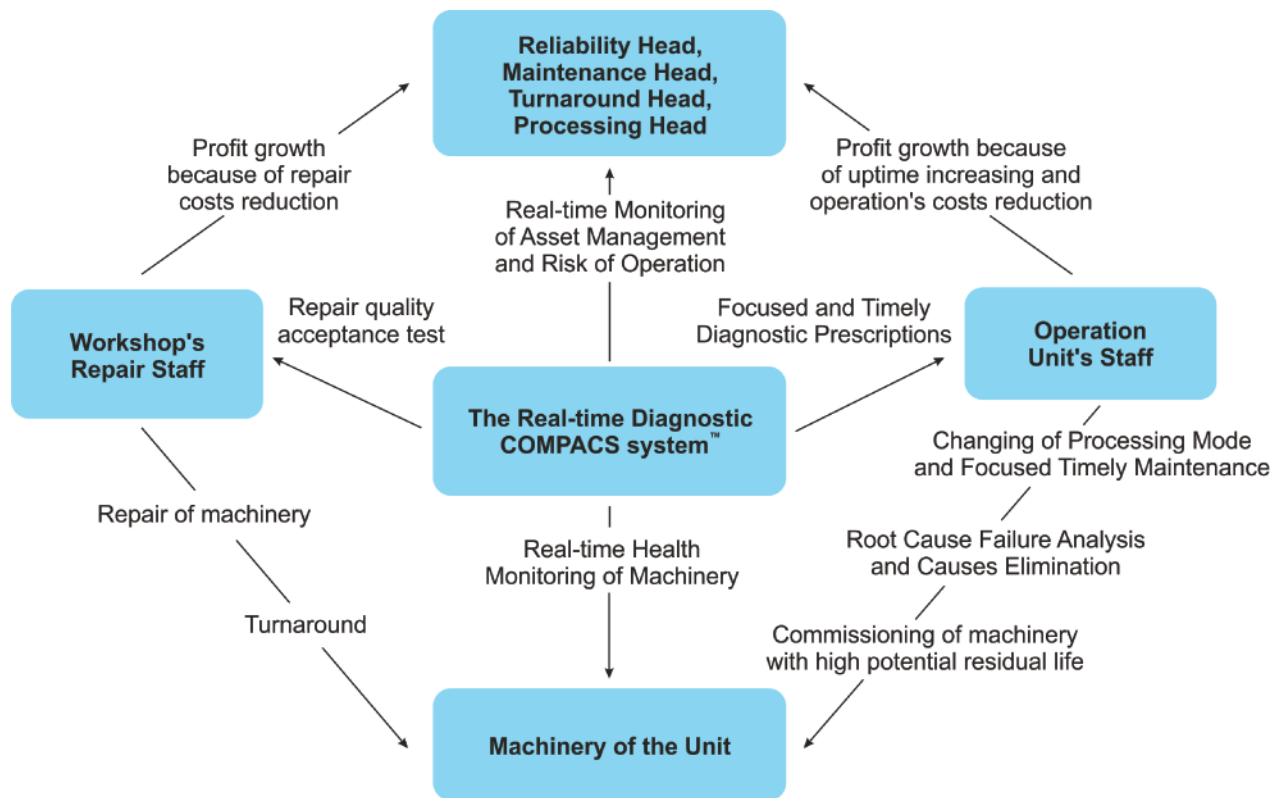 Reliability Head,
Maintenance Head,
Turnaround Head,
Processing Head
Profit growth
because of repair
costs reduction
Real-time Monitoring
of Asset Management
and Risk of Operation
Profit growth because
of uptime increasing and
operation's costs reduction
Workshop's
Repair Staff
Repair quality
acceptance test
Focused and Timely
Diagnostic Prescriptions
Operation
Unit's Staff
The Real-time Diagnostic
COMPACS system™
Changing of Processing Mode
and Focused Timely Maintenance
Repair of machinery
Real-time Health
Monitoring of Machinery
Root Cause Failure Analysis
and Causes Elimination
Turnaround
Commissioning of machinery
with high potential residual life
Machinery of the Unit